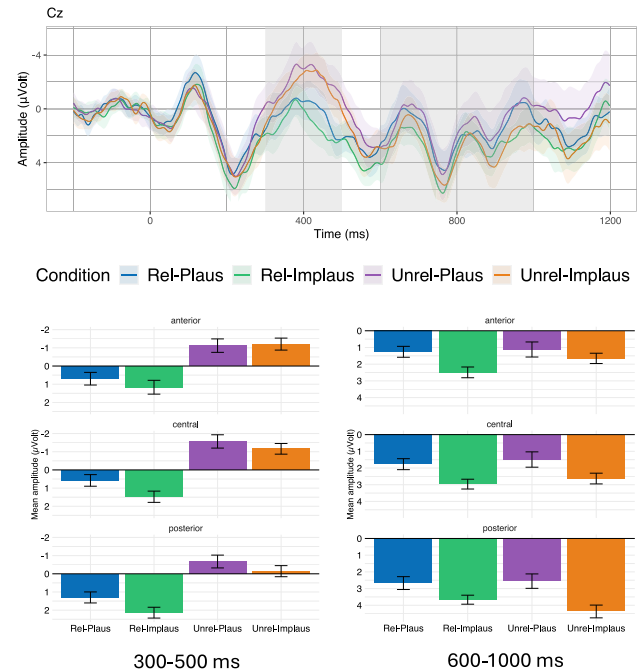 Cz
Amplitude (μVolt)
-4
0
4
0
400
800
1200
Time (ms)
Condition Rel-Plaus Rel-Implaus Unrel-Plaus Unrel-Implaus
anterior
-2
-1
0
1
2
central
-2
-1
0
1
2
posterior
-2
-1
0
1
2
Mean amplitude (μVolt)
Rel-Plaus Rel-Implaus Unrel-Plaus Unrel-Implaus
300-500 ms
anterior
0
1
2
3
4
central
0
1
2
3
4
posterior
0
1
2
3
4
Mean amplitude (μVolt)
Rel-Plaus Rel-Implaus Unrel-Plaus Unrel-Implaus
600-1000 ms